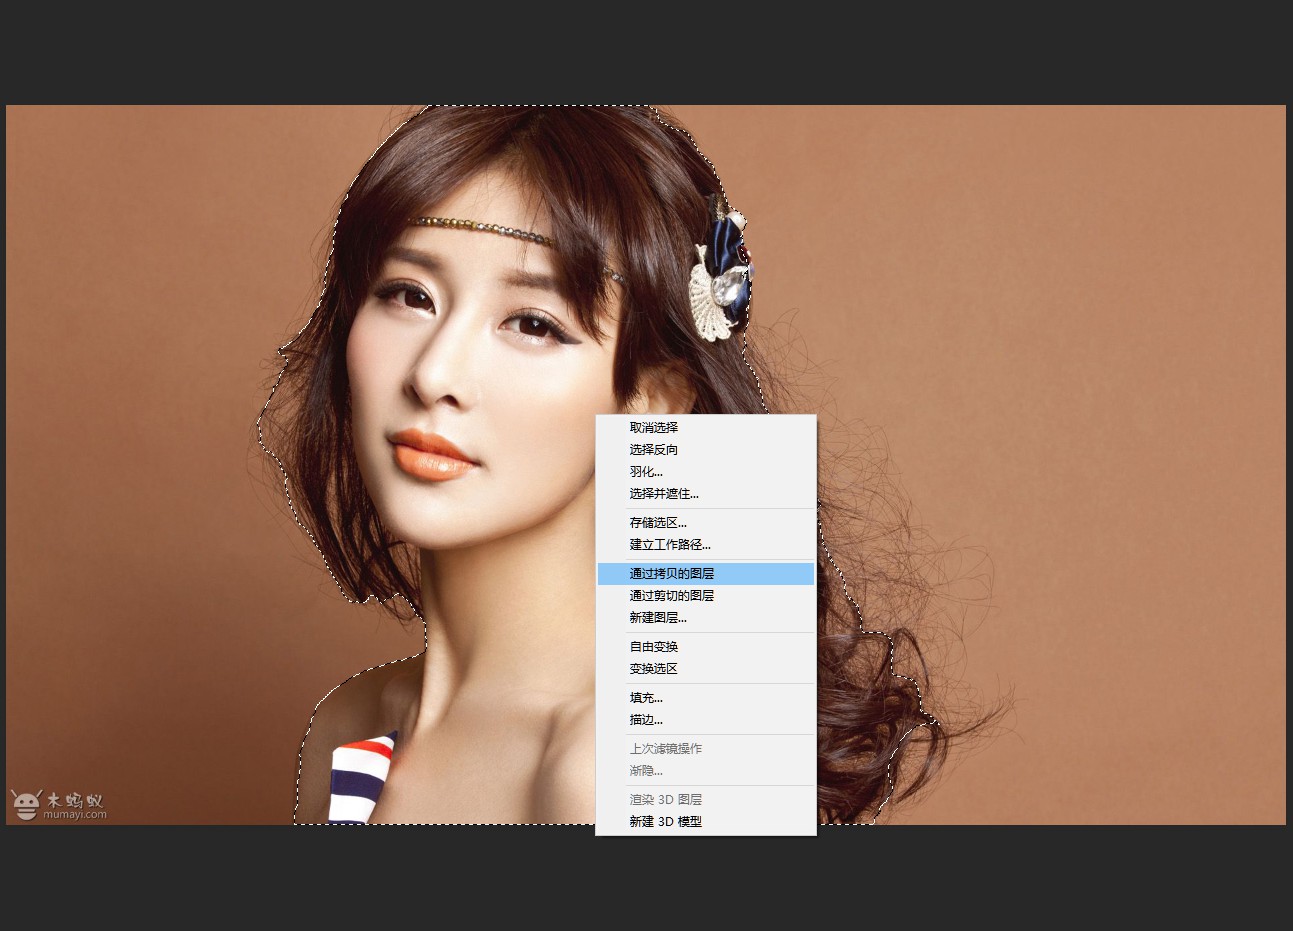 取消选择
选择反向
羽化...
选择并遮住...
存储选区...
建立工作路径...
通过拷贝的图层
通过剪切的图层
新建图层...
自由变换
变换选区
填充...
描边...
上次滤镜操作
渐隐...
渲染 3D 图层
新建 3D 模型
木蚂蚁
mumayi.com